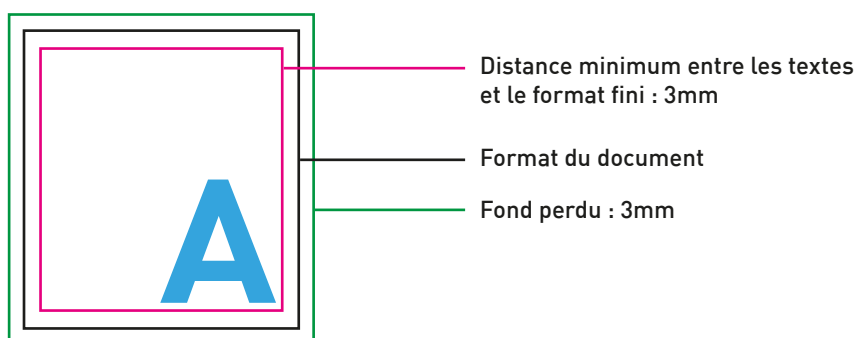 Distance minimum entre les textes
et le format fini : 3mm
Format du document
Fond perdu : 3mm
A